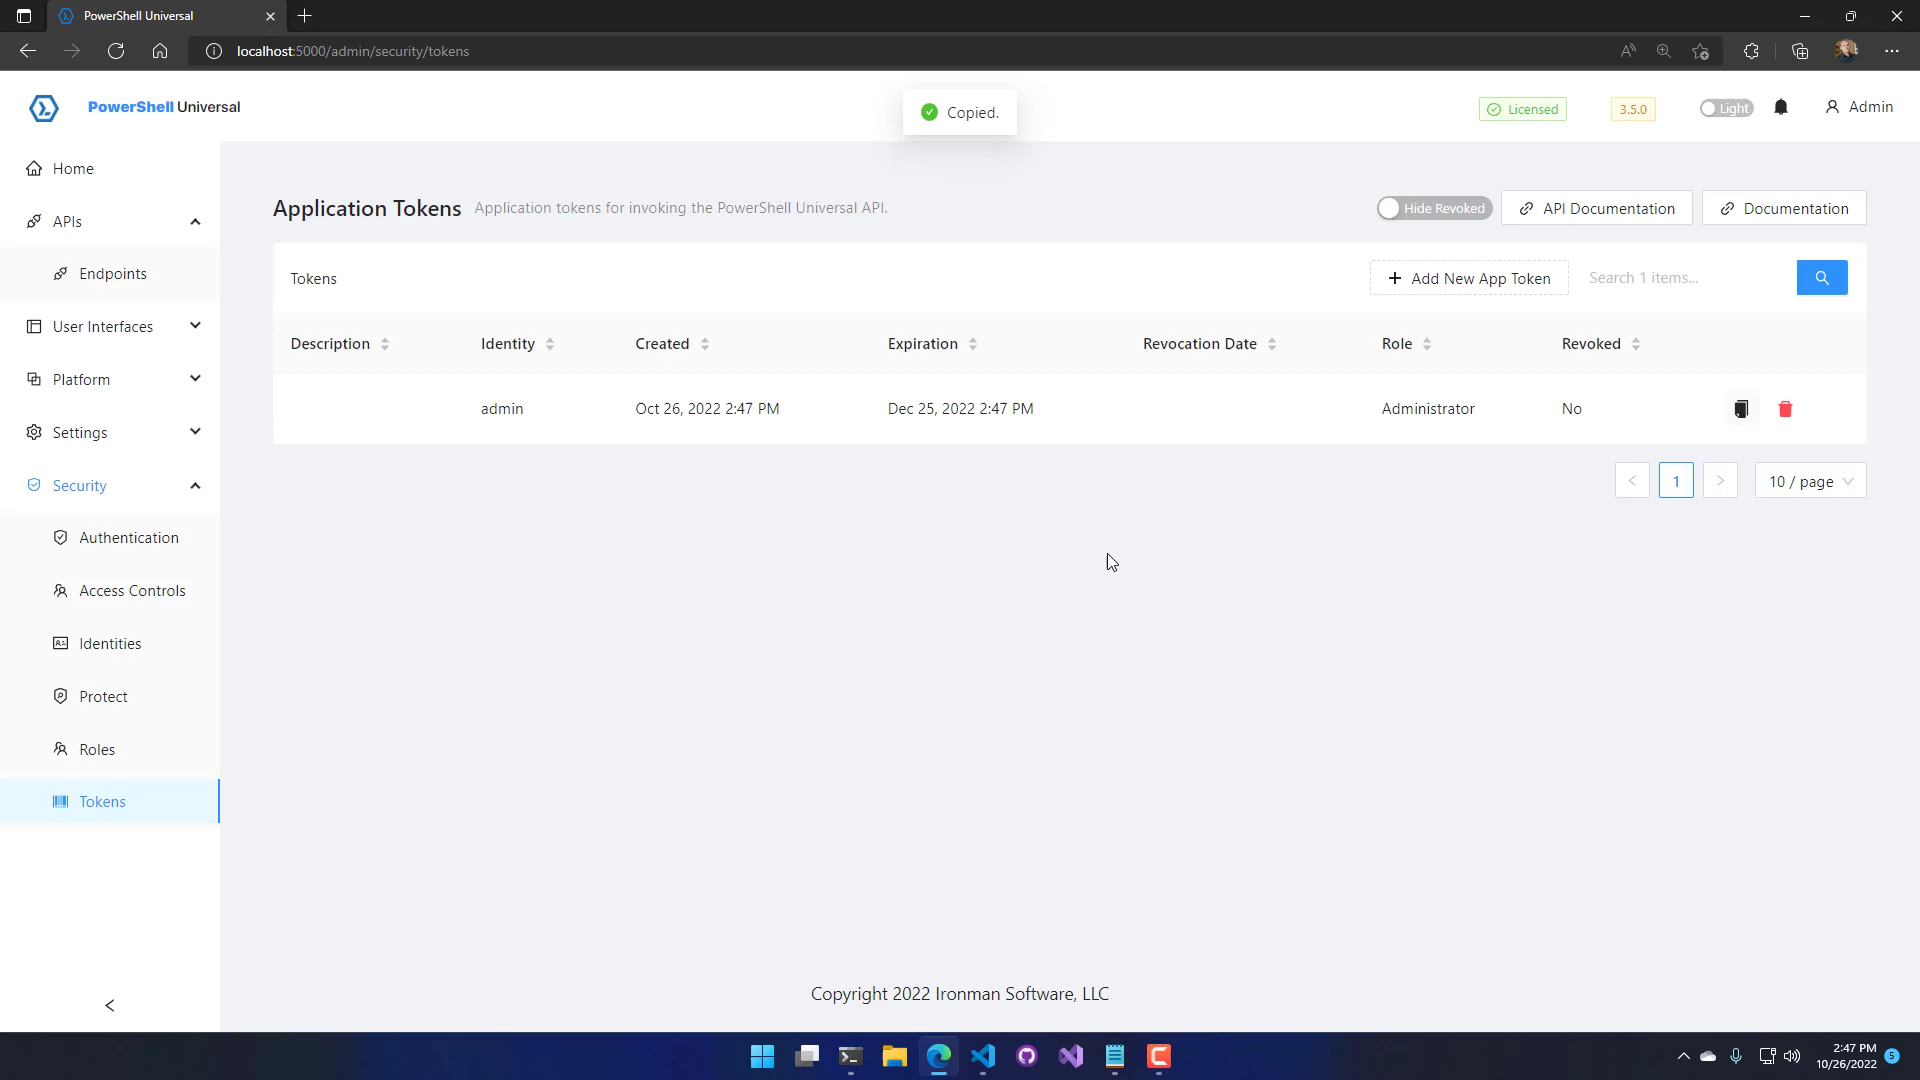 PowerShell Universal
localhost:5000/admin/security/tokens
PowerShell Universal
Copied.
Licensed
3.5.0
Light
Admin
Home
APIs
Endpoints
User Interfaces
Platform
Settings
Security
Authentication
Access Controls
Identities
Protect
Roles
Tokens
Application Tokens Application tokens for invoking the PowerShell Universal API.
Hide Revoked
API Documentation
Documentation
Tokens
Add New App Token
Search 1 items...
Description Identity Created Expiration Revocation Date Role Revoked
admin Oct 26, 2022 2:47 PM Dec 25, 2022 2:47 PM Administrator No
< 1 > 10 / page
Copyright 2022 Ironman Software, LLC
2:47 PM
10/26/2022
5